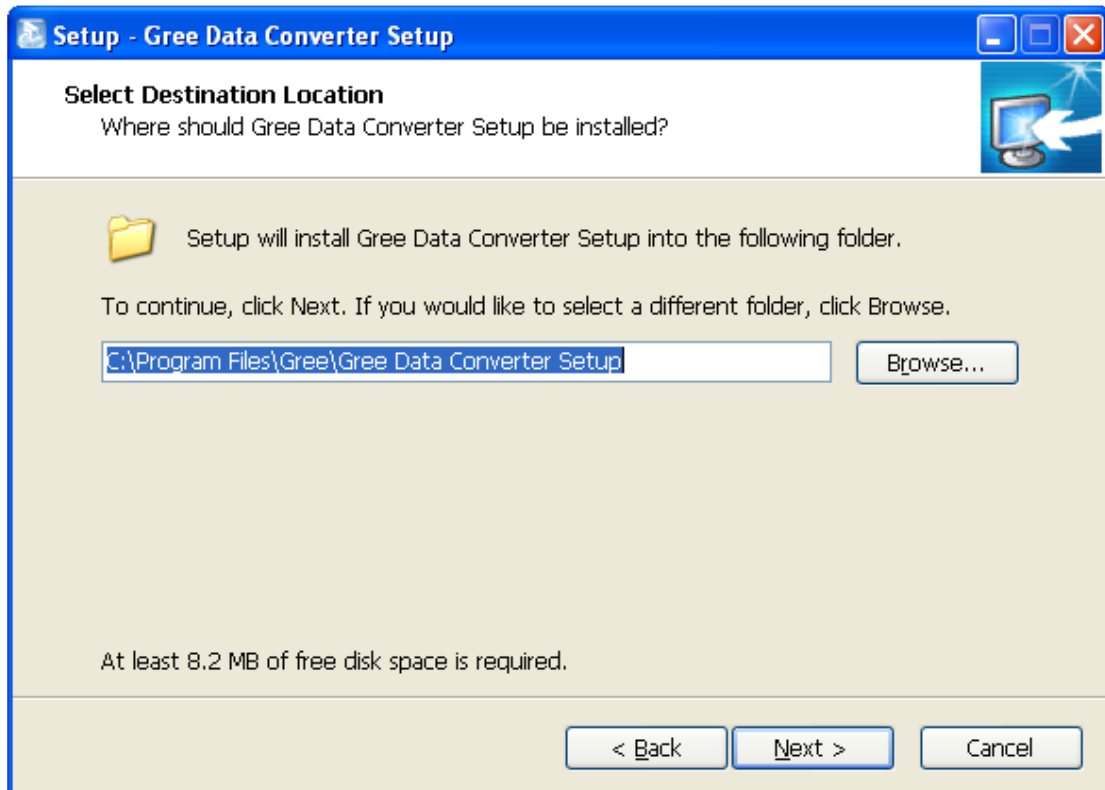 Setup - Gree Data Converter Setup
Select Destination Location
Where should Gree Data Converter Setup be installed?
Setup will install Gree Data Converter Setup into the following folder.
To continue, click Next. If you would like to select a different folder, click Browse.
C:\Program Files\Gree\Gree Data Converter Setup
Browse...
At least 8.2 MB of free disk space is required.
< Back Next > Cancel